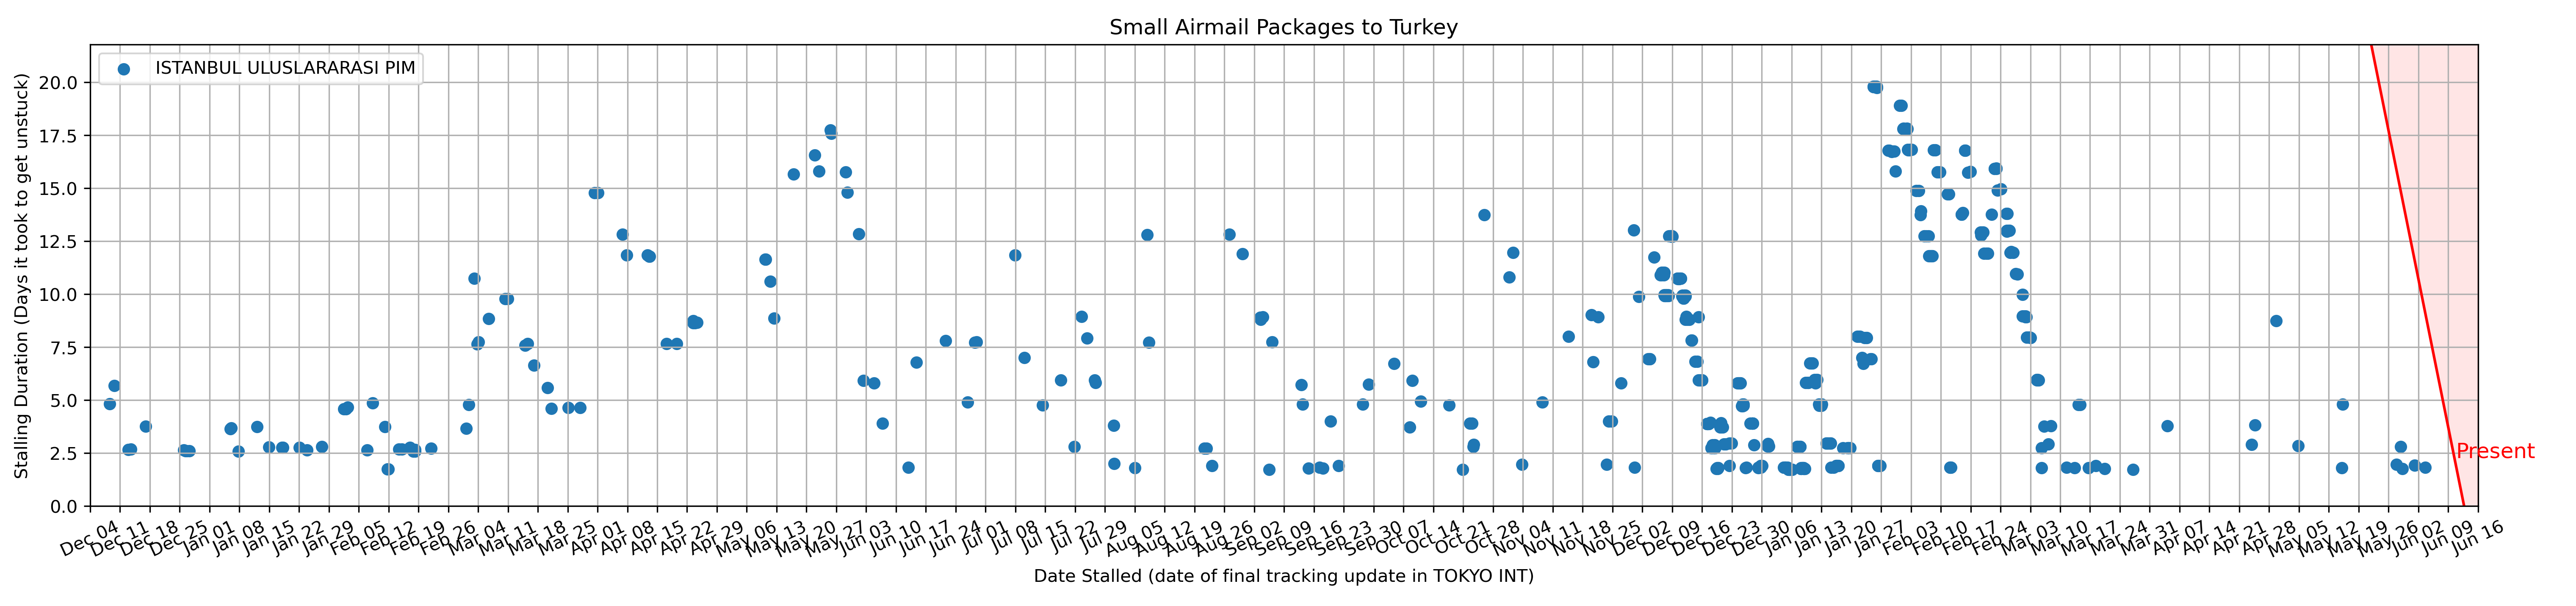 Small Airmail Packages to Turkey
ISTANBUL ULUSLARARASI PIM
Stalling Duration (Days it took to get unstuck)
20.0
17.5
15.0
12.5
10.0
7.5
5.0
2.5
0.0
Present
Dec 04
Dec 11
Dec 18
Dec 25
Jan 01
Jan 08
Jan 15
Jan 22
Jan 29
Feb 05
Feb 12
Feb 19
Feb 26
Mar 04
Mar 11
Mar 18
Mar 25
Apr 01
Apr 08
Apr 15
Apr 22
Apr 29
May 06
May 13
May 20
May 27
Jun 03
Jun 10
Jun 17
Jun 24
Jul 01
Jul 08
Jul 15
Jul 22
Jul 29
Aug 05
Aug 12
Aug 19
Aug 26
Sep 02
Sep 09
Sep 16
Sep 23
Sep 30
Oct 07
Oct 14
Oct 21
Oct 28
Nov 04
Nov 11
Nov 18
Nov 25
Dec 02
Dec 09
Dec 16
Dec 23
Dec 30
Jan 06
Jan 13
Jan 20
Jan 27
Feb 03
Feb 10
Feb 17
Feb 24
Mar 03
Mar 10
Mar 17
Mar 24
Mar 31
Apr 07
Apr 14
Apr 21
Apr 28
May 05
May 12
May 19
May 26
Jun 02
Jun 09
Jun 16
Date Stalled (date of final tracking update in TOKYO INT)